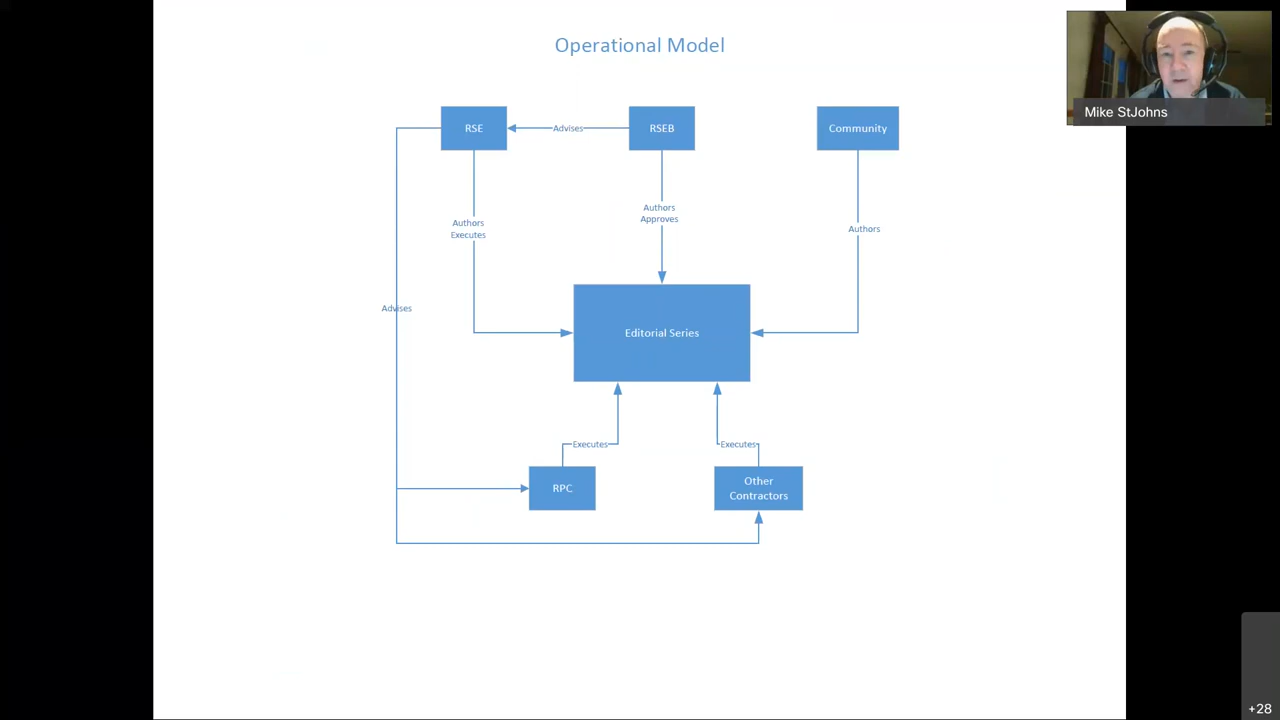 Operational Model
Mike StJohns
RSE
Advises
RSEB
Community
Authors
Executes
Authors
Approves
Authors
Advises
Editorial Series
Executes
Executes
RPC
Other
Contractors
+28